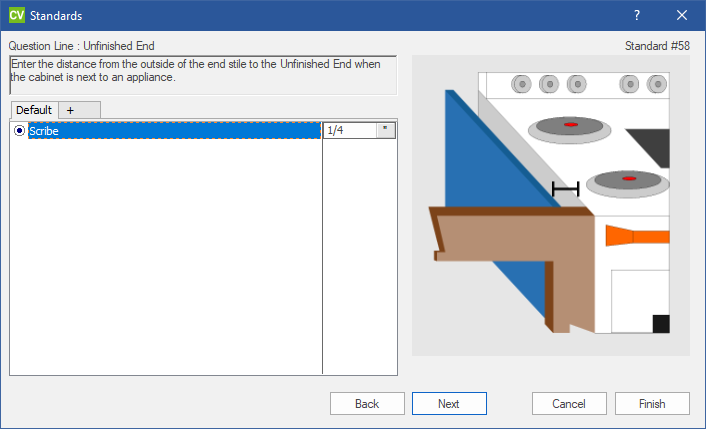 CV Standards ?
Question Line : Unfinished End Standard #58
Enter the distance from the outside of the end stile to the Unfinished End when
the cabinet is next to an appliance.
Default +
Scribe 1/4 "
Back Next Cancel Finish